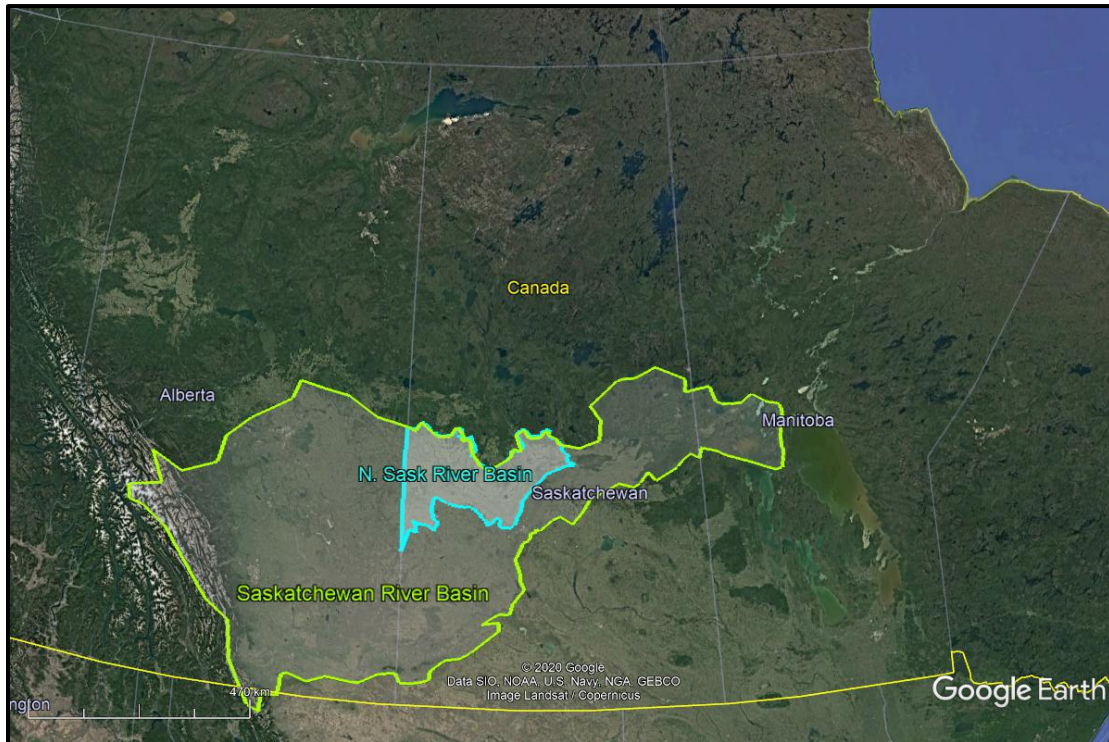 Canada
Alberta
Manitoba
N. Sask River Basin
Saskatchewan
Saskatchewan River Basin
© 2020 Google
Data SIO, NOAA, U.S. Navy, NGA, GEBCO
Image Landsat / Copernicus
470 km
Google Earth
ngton